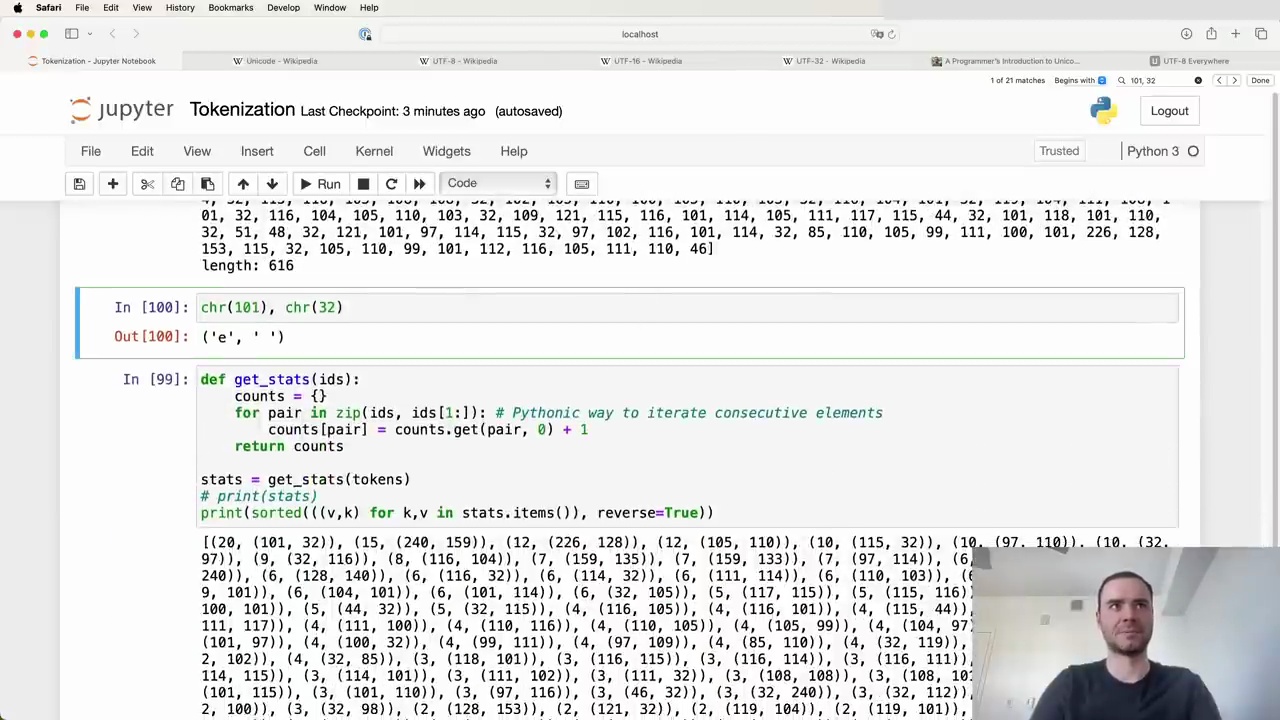 Safari File Edit View History Bookmarks Develop Window Help
localhost
Tokenization - Jupyter Notebook
Unicode - Wikipedia
UTF-8 - Wikipedia
UTF-16 - Wikipedia
UTF-32 - Wikipedia
A Programmer's Introduction to Unico...
UTF-8 Everywhere
1 of 21 matches Begins with 101, 32 Done
jupyter Tokenization Last Checkpoint: 3 minutes ago (autosaved) Logout
File Edit View Insert Cell Kernel Widgets Help Trusted Python 3
Run Code
01, 32, 116, 104, 105, 110, 103, 32, 109, 121, 115, 116, 101, 114, 105, 111, 117, 115, 44, 32, 101, 118, 101, 110,
32, 51, 48, 32, 121, 101, 97, 114, 115, 32, 97, 102, 116, 101, 114, 32, 85, 110, 105, 99, 111, 100, 101, 226, 128,
153, 115, 32, 105, 110, 99, 101, 112, 116, 105, 111, 110, 46]
length: 616
In [100]: chr(101), chr(32)
Out[100]: ('e', ' ')
In [99]: def get_stats(ids):
counts = {}
for pair in zip(ids, ids[1:]): # Pythonic way to iterate consecutive elements
counts[pair] = counts.get(pair, 0) + 1
return counts
stats = get_stats(tokens)
# print(stats)
print(sorted(((v,k) for k,v in stats.items()), reverse=True))
[(20, (101, 32)), (15, (240, 159)), (12, (226, 128)), (12, (105, 110)), (10, (115, 32)), (10, (97, 110)), (10, (32,
97)), (9, (32, 116)), (8, (116, 104)), (7, (159, 135)), (7, (159, 133)), (7, (97, 114)), (6
240)), (6, (128, 140)), (6, (116, 32)), (6, (114, 32)), (6, (111, 114)), (6, (110, 103)), (6
9, 101)), (6, (104, 101)), (6, (101, 114)), (6, (32, 105)), (5, (117, 115)), (5, (115, 116)
100, 101)), (5, (44, 32)), (5, (32, 115)), (4, (116, 105)), (4, (116, 101)), (4, (115, 44))
111, 117)), (4, (111, 100)), (4, (110, 116)), (4, (110, 105)), (4, (105, 99)), (4, (104, 97)
(101, 97)), (4, (100, 32)), (4, (99, 111)), (4, (97, 109)), (4, (85, 110)), (4, (32, 119)),
2, 102)), (4, (32, 85)), (3, (118, 101)), (3, (116, 115)), (3, (116, 114)), (3, (116, 111))
114, 115)), (3, (114, 101)), (3, (111, 102)), (3, (111, 32)), (3, (108, 108)), (3, (108, 10
(101, 115)), (3, (101, 110)), (3, (97, 116)), (3, (46, 32)), (3, (32, 240)), (3, (32, 112))
2, 100)), (3, (32, 98)), (2, (128, 153)), (2, (121, 32)), (2, (119, 104)), (2, (119, 101)),